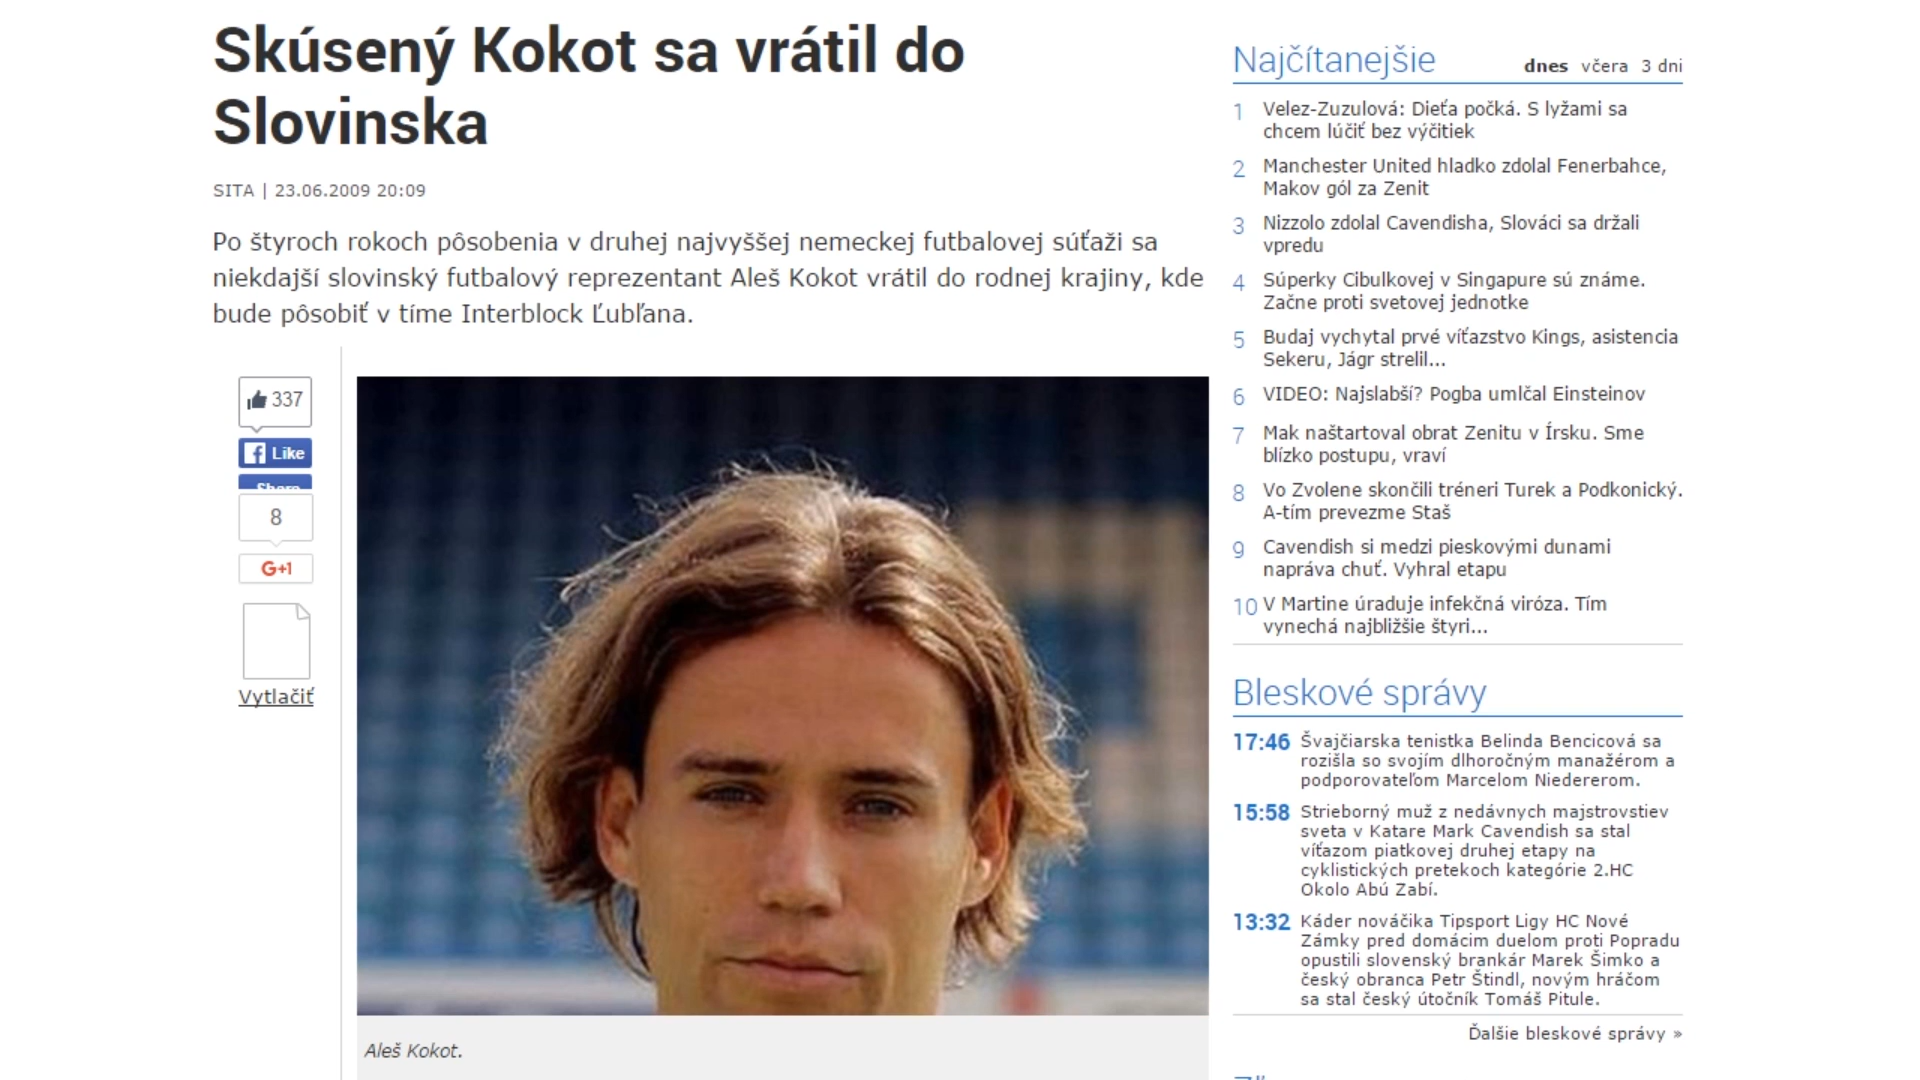 Skúsený Kokot sa vrátil do
Slovinska
SITA | 23.06.2009 20:09
Po štyroch rokoch pôsobenia v druhej najvyššej nemeckej futbalovej súťaži sa
niekdajší slovinský futbalový reprezentant Aleš Kokot vrátil do rodnej krajiny, kde
bude pôsobiť v tíme Interblock Ľubľana.
337
Like
Share
8
G+1
Vytlačiť
Aleš Kokot.
Najčítanejšie dnes včera 3 dni
1 Velez-Zuzulová: Dieťa počká. S lyžami sa
chcem lúčiť bez výčitiek
2 Manchester United hladko zdolal Fenerbahce,
Makov gól za Zenit
3 Nizzolo zdolal Cavendisha, Slováci sa držali
vpredu
4 Súperky Cibulkovej v Singapure sú známe.
Začne proti svetovej jednotke
5 Budaj vychytal prvé víťazstvo Kings, asistencia
Sekeru, Jágr strelil...
6 VIDEO: Najslabší? Pogba umlčal Einsteinov
7 Mak naštartoval obrat Zenitu v Írsku. Sme
blízko postupu, vraví
8 Vo Zvolene skončili tréneri Turek a Podkonický.
A-tím prevezme Staš
9 Cavendish si medzi pieskovými dunami
napráva chuť. Vyhral etapu
10 V Martine úraduje infekčná viróza. Tím
vynechá najbližšie štyri...
Bleskové správy
17:46 Švajčiarska tenistka Belinda Bencicová sa
rozišla so svojím dlhoročným manažérom a
podporovateľom Marcelom Niedererom.
15:58 Strieborný muž z nedávnych majstrovstiev
sveta v Katare Mark Cavendish sa stal
víťazom piatkovej druhej etapy na
cyklistických pretekoch kategórie 2.HC
Okolo Abú Zabí.
13:32 Káder nováčika Tipsport Ligy HC Nové
Zámky pred domácim duelom proti Popradu
opustili slovenský brankár Marek Šimko a
český obranca Petr Štindl, novým hráčom
sa stal český útočník Tomáš Pitule.
Ďalšie bleskové správy »